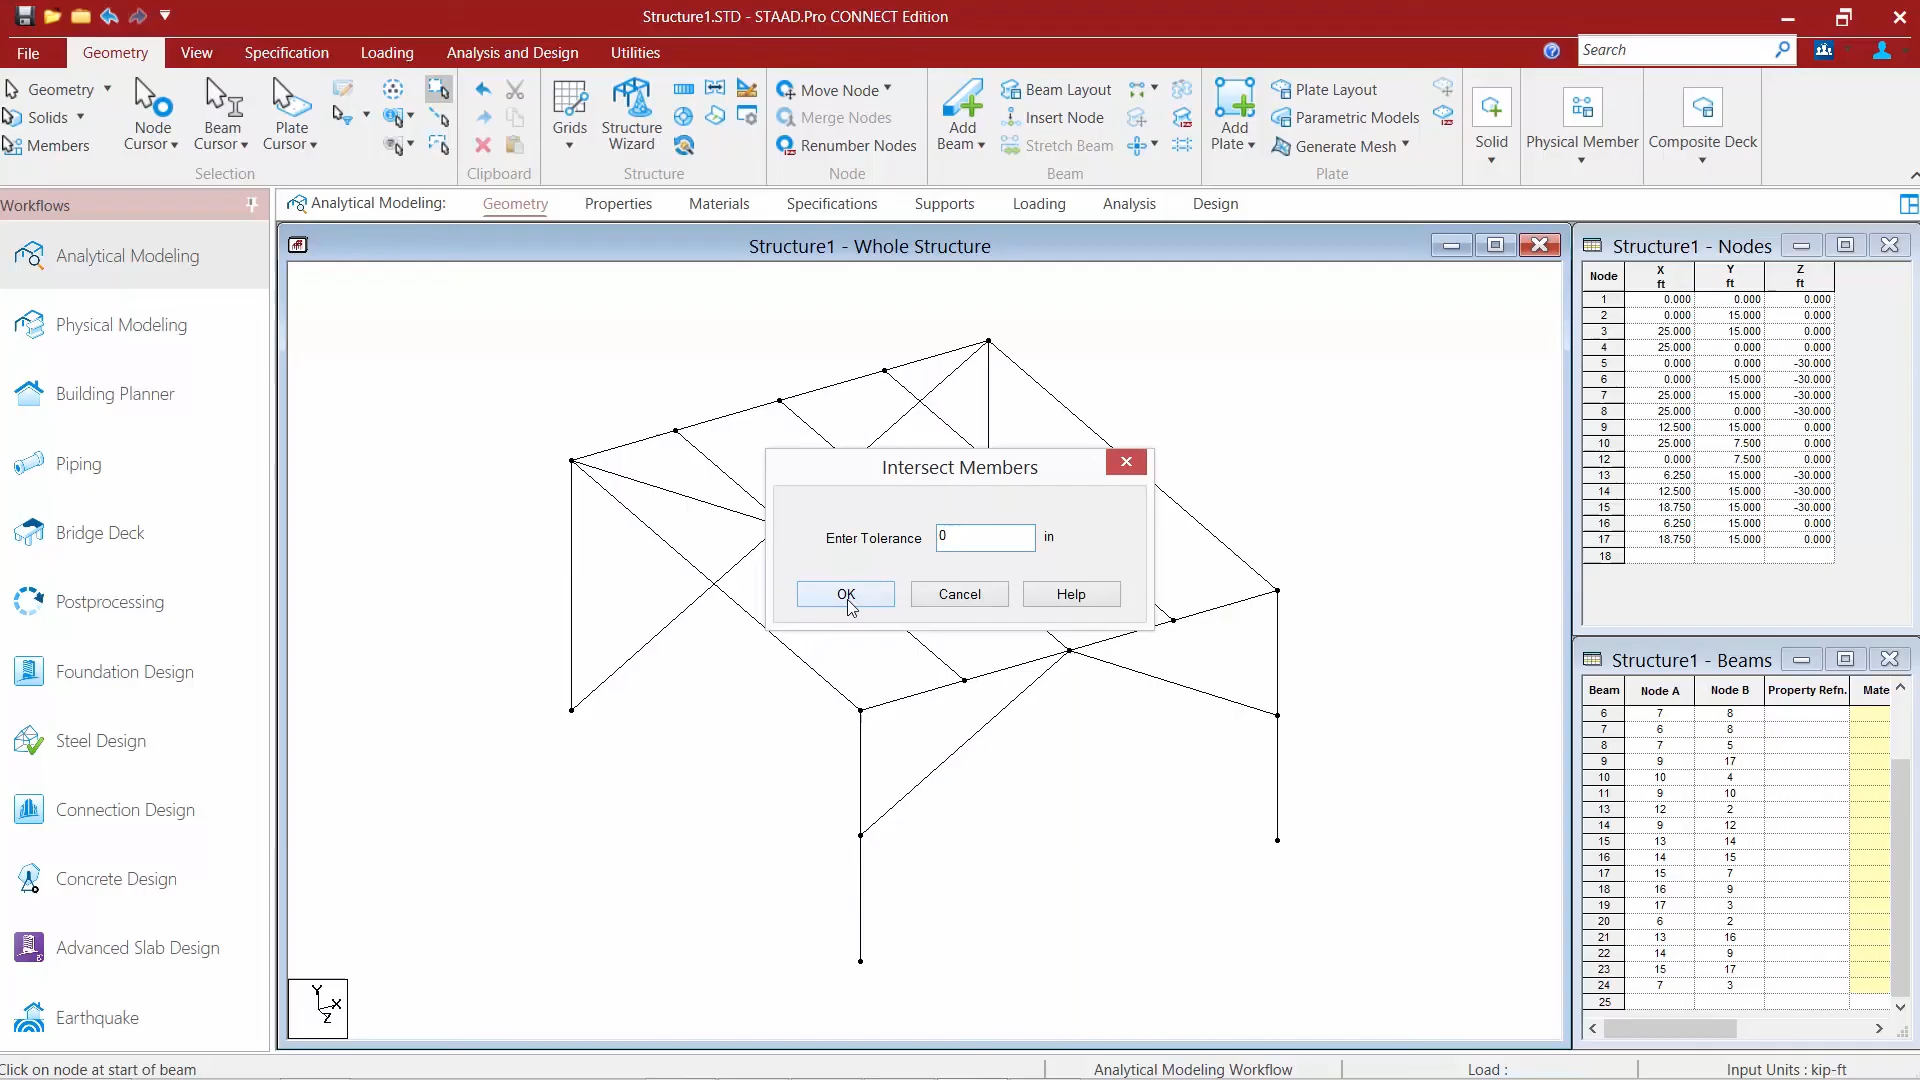 Structure1.STD - STAAD.Pro CONNECT Edition
File
Geometry
View
Specification
Loading
Analysis and Design
Utilities
Search
Geometry
Solids
Members
Node
Cursor
Beam
Cursor
Plate
Cursor
Selection
Clipboard
Grids
Structure
Wizard
Structure
Move Node
Merge Nodes
Renumber Nodes
Node
Add
Beam
Beam Layout
Insert Node
Stretch Beam
Beam
Add
Plate
Plate Layout
Parametric Models
Generate Mesh
Plate
Solid
Physical Member
Composite Deck
Workflows
Analytical Modeling
Physical Modeling
Building Planner
Piping
Bridge Deck
Postprocessing
Foundation Design
Steel Design
Connection Design
Concrete Design
Advanced Slab Design
Earthquake
Analytical Modeling:
Geometry
Properties
Materials
Specifications
Supports
Loading
Analysis
Design
Structure1 - Whole Structure
Intersect Members
Enter Tolerance 0 in
OK
Cancel
Help
Y
X
Z
Structure1 - Nodes
Node X ft Y ft Z ft
1 0.000 0.000 0.000
2 0.000 15.000 0.000
3 25.000 15.000 0.000
4 25.000 0.000 0.000
5 0.000 0.000 -30.000
6 0.000 15.000 -30.000
7 25.000 15.000 -30.000
8 25.000 0.000 -30.000
9 12.500 15.000 0.000
10 25.000 7.500 0.000
12 0.000 7.500 0.000
13 6.250 15.000 -30.000
14 12.500 15.000 -30.000
15 18.750 15.000 -30.000
16 6.250 15.000 0.000
17 18.750 15.000 0.000
18
Structure1 - Beams
Beam Node A Node B Property Refn. Mate
6 7 8
7 6 8
8 7 5
9 9 17
10 10 4
11 9 10
13 12 2
14 9 12
15 13 14
16 14 15
17 15 7
18 16 9
19 17 3
20 6 2
21 13 16
22 14 9
23 15 17
24 7 3
25
Click on node at start of beam
Analytical Modeling Workflow
Load :
Input Units : kip-ft